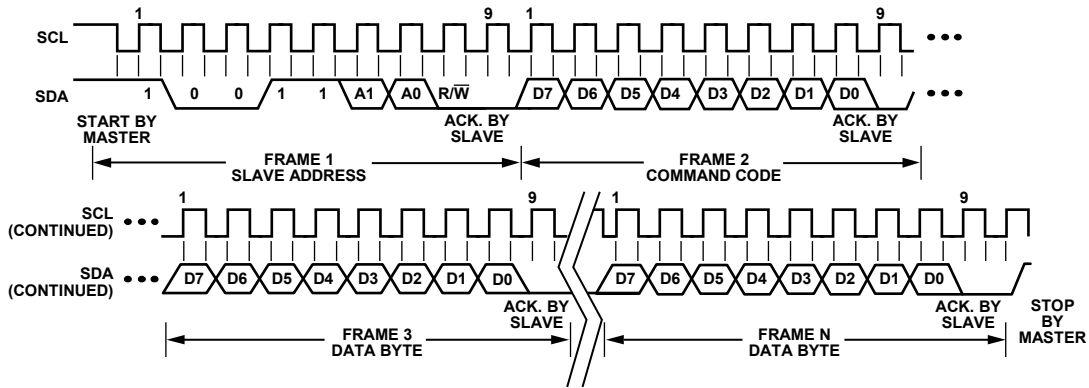 1 9 1 9
SCL
SDA
1 0 0 1 1 A1 A0 R/W̅ D7 D6 D5 D4 D3 D2 D1 D0
START BY
MASTER
ACK. BY
SLAVE
ACK. BY
SLAVE
FRAME 1
SLAVE ADDRESS
FRAME 2
COMMAND CODE
1 9 1 9
SCL
(CONTINUED)
SDA
(CONTINUED)
D7 D6 D5 D4 D3 D2 D1 D0 D7 D6 D5 D4 D3 D2 D1 D0
ACK. BY
SLAVE
ACK. BY
SLAVE
STOP
BY
MASTER
FRAME 3
DATA BYTE
FRAME N
DATA BYTE